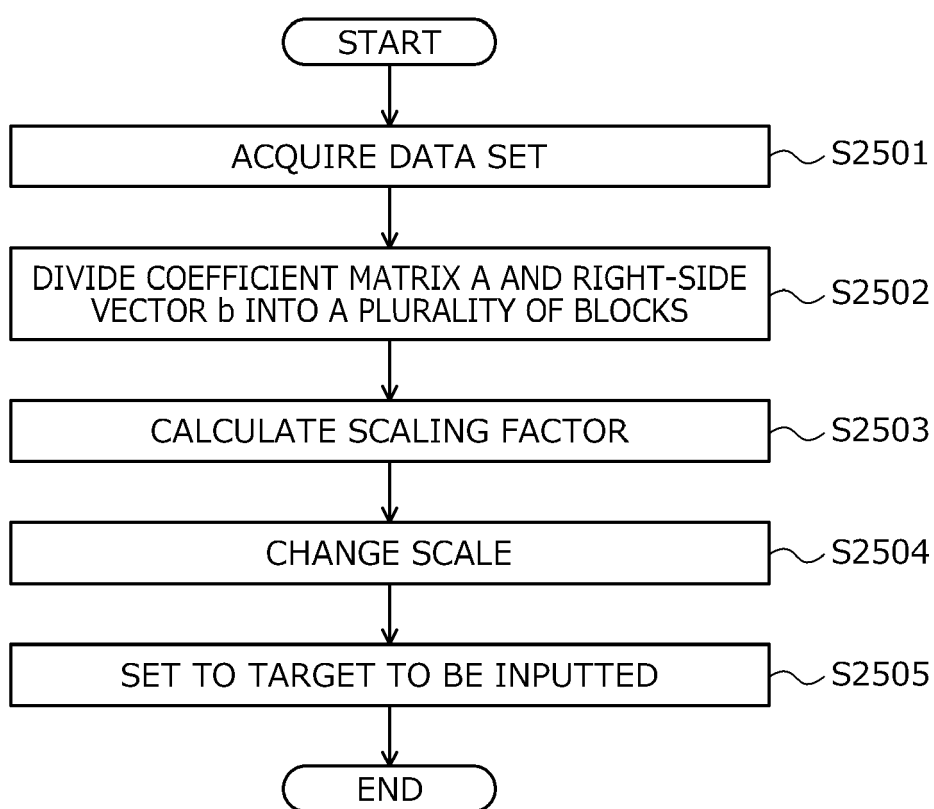 START
ACQUIRE DATA SET
S2501
DIVIDE COEFFICIENT MATRIX A AND RIGHT-SIDE
VECTOR b INTO A PLURALITY OF BLOCKS
S2502
CALCULATE SCALING FACTOR
S2503
CHANGE SCALE
S2504
SET TO TARGET TO BE INPUTTED
S2505
END